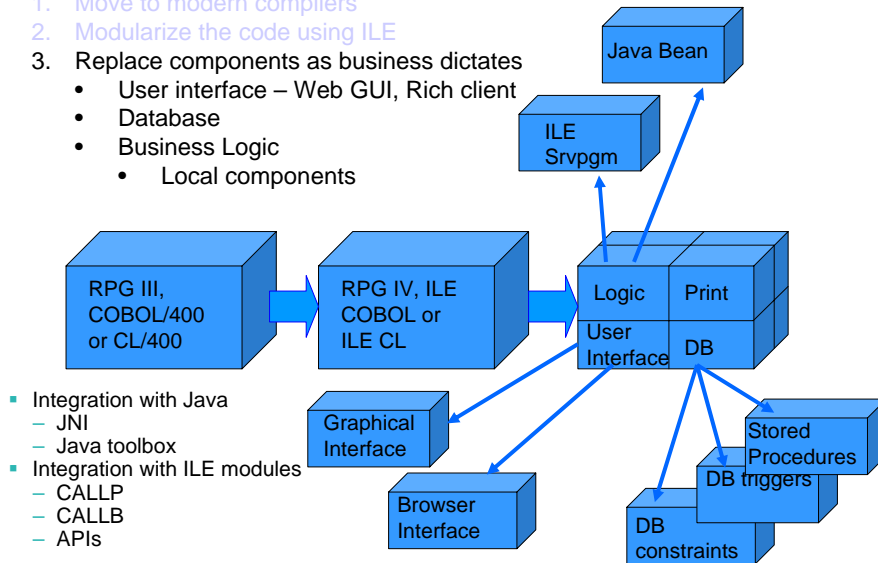 1. Move to modern compilers
2. Modularize the code using ILE
3. Replace components as business dictates
• User interface – Web GUI, Rich client
• Database
• Business Logic
• Local components
Java Bean
ILE
Srvpgm
RPG III,
COBOL/400
or CL/400
RPG IV, ILE
COBOL or
ILE CL
Logic
Print
User
Interface
DB
▪ Integration with Java
– JNI
– Java toolbox
▪ Integration with ILE modules
– CALLP
– CALLB
– APIs
Graphical
Interface
Browser
Interface
Stored
Procedures
DB triggers
DB
constraints